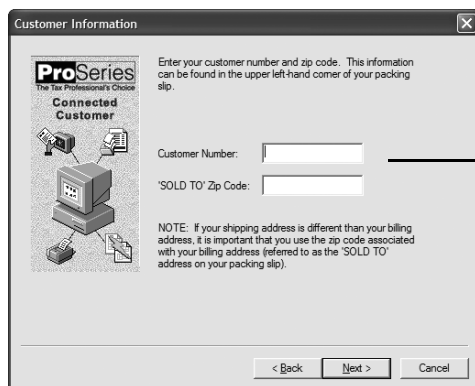 Customer Information
ProSeries
The Tax Professional's Choice
Connected
Customer
Enter your customer number and zip code. This information
can be found in the upper left-hand corner of your packing
slip.
Customer Number:
'SOLD TO' Zip Code:
NOTE: If your shipping address is different than your billing
address, it is important that you use the zip code associated
with your billing address (referred to as the 'SOLD TO'
address on your packing slip).
< Back
Next >
Cancel